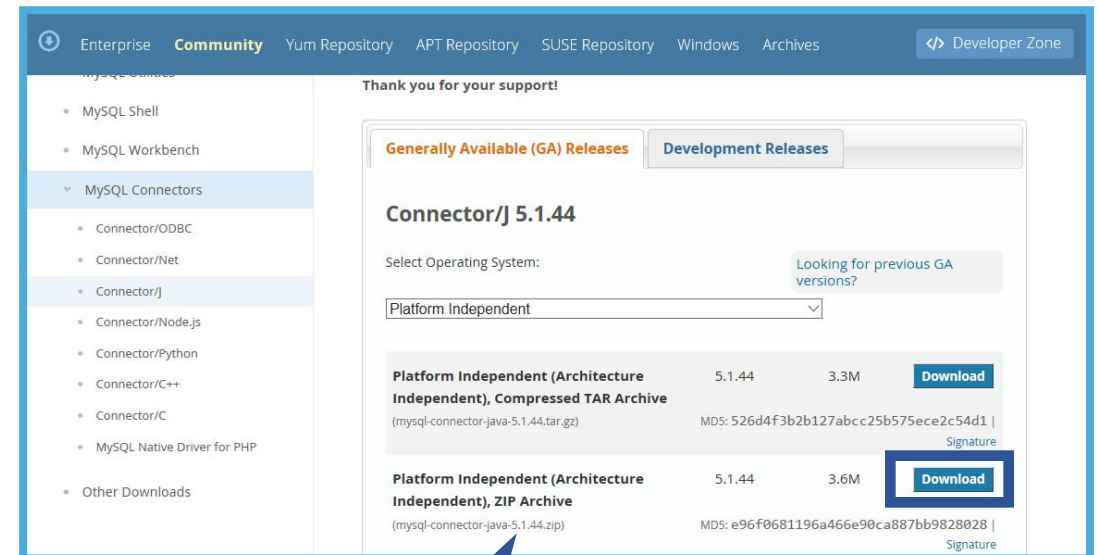 Enterprise Community Yum Repository APT Repository SUSE Repository Windows Archives </> Developer Zone
MySQL Utilities
MySQL Shell
MySQL Workbench
MySQL Connectors
Connector/ODBC
Connector/Net
Connector/J
Connector/Node.js
Connector/Python
Connector/C++
Connector/C
MySQL Native Driver for PHP
Other Downloads
Thank you for your support!
Generally Available (GA) Releases Development Releases
Connector/J 5.1.44
Select Operating System:
Looking for previous GA
versions?
Platform Independent
Platform Independent (Architecture 5.1.44 3.3M Download
Independent), Compressed TAR Archive
(mysql-connector-java-5.1.44.tar.gz) MD5: 526d4f3b2b127abcc25b575ece2c54d1 |
Signature
Platform Independent (Architecture 5.1.44 3.6M Download
Independent), ZIP Archive
(mysql-connector-java-5.1.44.zip) MD5: e96f0681196a466e90ca887bb9828028 |
Signature